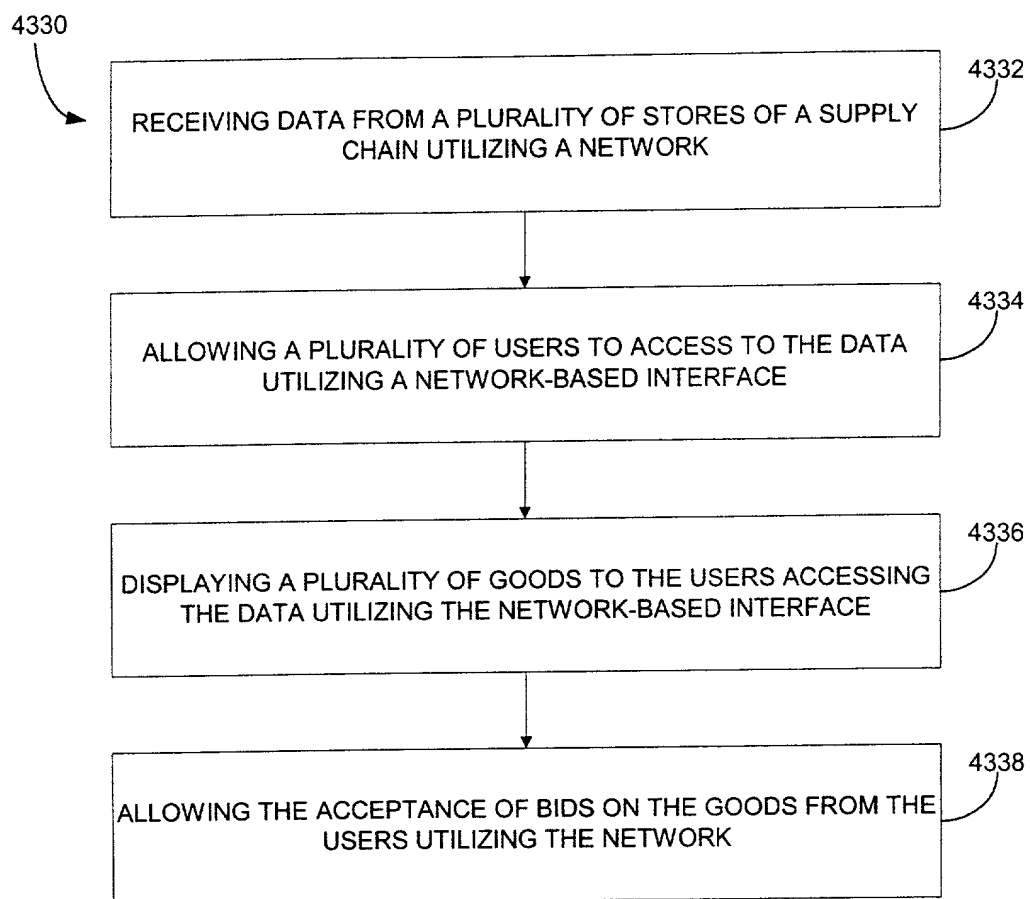 4330
4332
RECEIVING DATA FROM A PLURALITY OF STORES OF A SUPPLY
CHAIN UTILIZING A NETWORK
4334
ALLOWING A PLURALITY OF USERS TO ACCESS TO THE DATA
UTILIZING A NETWORK-BASED INTERFACE
4336
DISPLAYING A PLURALITY OF GOODS TO THE USERS ACCESSING
THE DATA UTILIZING THE NETWORK-BASED INTERFACE
4338
ALLOWING THE ACCEPTANCE OF BIDS ON THE GOODS FROM THE
USERS UTILIZING THE NETWORK